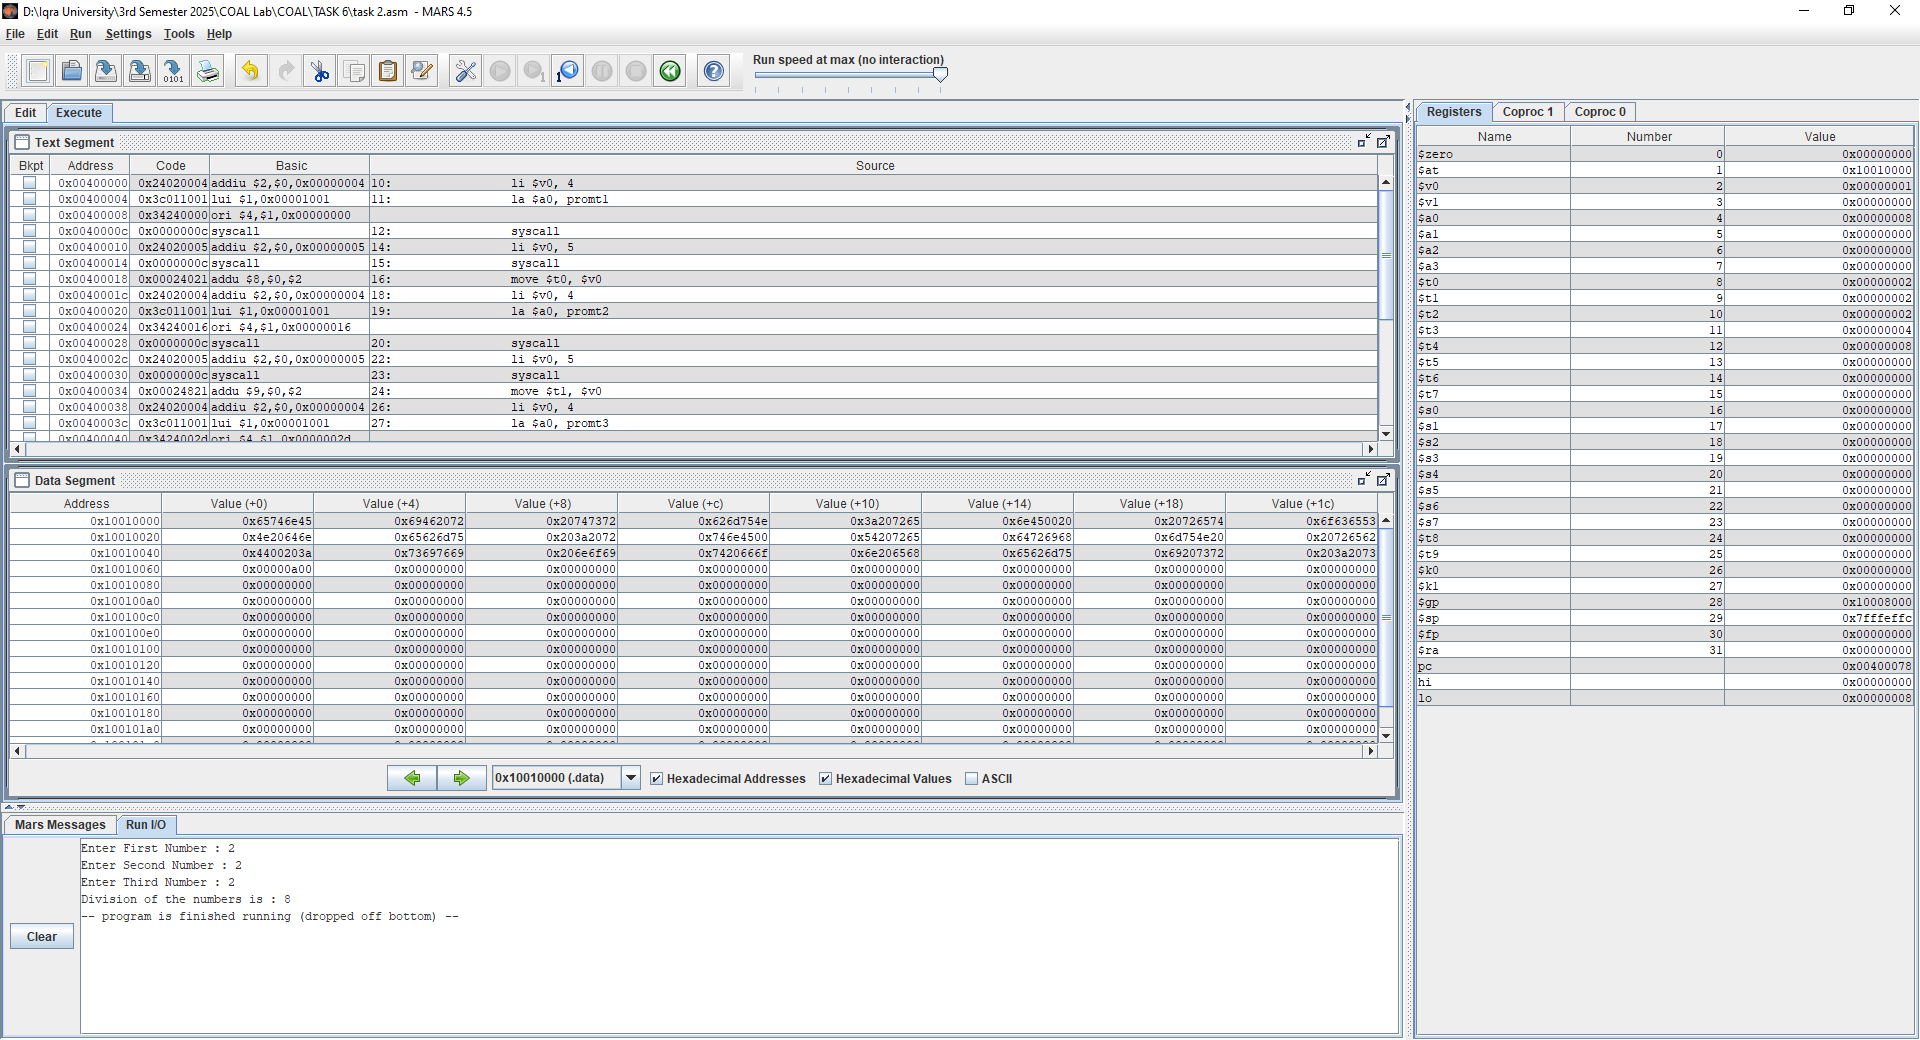 D:\Iqra University\3rd Semester 2025\COAL Lab\COAL\TASK 6\task 2.asm - MARS 4.5
File Edit Run Settings Tools Help
Run speed at max (no interaction)
Edit Execute
Text Segment
Bkpt Address Code Basic Source
0x00400000 0x24020004 addiu $2,$0,0x00000004 10: li $v0, 4
0x00400004 0x3c011001 lui $1,0x00001001 11: la $a0, promt1
0x00400008 0x34240000 ori $4,$1,0x00000000
0x0040000c 0x0000000c syscall 12: syscall
0x00400010 0x24020005 addiu $2,$0,0x00000005 14: li $v0, 5
0x00400014 0x0000000c syscall 15: syscall
0x00400018 0x00024021 addu $8,$0,$2 16: move $t0, $v0
0x0040001c 0x24020004 addiu $2,$0,0x00000004 18: li $v0, 4
0x00400020 0x3c011001 lui $1,0x00001001 19: la $a0, promt2
0x00400024 0x34240016 ori $4,$1,0x00000016
0x00400028 0x0000000c syscall 20: syscall
0x0040002c 0x24020005 addiu $2,$0,0x00000005 22: li $v0, 5
0x00400030 0x0000000c syscall 23: syscall
0x00400034 0x00024821 addu $9,$0,$2 24: move $t1, $v0
0x00400038 0x24020004 addiu $2,$0,0x00000004 26: li $v0, 4
0x0040003c 0x3c011001 lui $1,0x00001001 27: la $a0, promt3
0x00400040 0x3424002d ori $4,$1,0x0000002d
Data Segment
Address Value (+0) Value (+4) Value (+8) Value (+c) Value (+10) Value (+14) Value (+18) Value (+1c)
0x10010000 0x65746e45 0x69462072 0x20747372 0x626d754e 0x3a207265 0x6e450020 0x20726574 0x6f636553
0x10010020 0x4e20646e 0x65626d75 0x203a2072 0x746e4500 0x54207265 0x64726968 0x6d754e20 0x20726562
0x10010040 0x4400203a 0x73697669 0x206e6f69 0x7420666f 0x6e206568 0x65626d75 0x69207372 0x203a2073
0x10010060 0x00000a00 0x00000000 0x00000000 0x00000000 0x00000000 0x00000000 0x00000000 0x00000000
0x10010080 0x00000000 0x00000000 0x00000000 0x00000000 0x00000000 0x00000000 0x00000000 0x00000000
0x100100a0 0x00000000 0x00000000 0x00000000 0x00000000 0x00000000 0x00000000 0x00000000 0x00000000
0x100100c0 0x00000000 0x00000000 0x00000000 0x00000000 0x00000000 0x00000000 0x00000000 0x00000000
0x100100e0 0x00000000 0x00000000 0x00000000 0x00000000 0x00000000 0x00000000 0x00000000 0x00000000
0x10010100 0x00000000 0x00000000 0x00000000 0x00000000 0x00000000 0x00000000 0x00000000 0x00000000
0x10010120 0x00000000 0x00000000 0x00000000 0x00000000 0x00000000 0x00000000 0x00000000 0x00000000
0x10010140 0x00000000 0x00000000 0x00000000 0x00000000 0x00000000 0x00000000 0x00000000 0x00000000
0x10010160 0x00000000 0x00000000 0x00000000 0x00000000 0x00000000 0x00000000 0x00000000 0x00000000
0x10010180 0x00000000 0x00000000 0x00000000 0x00000000 0x00000000 0x00000000 0x00000000 0x00000000
0x100101a0 0x00000000 0x00000000 0x00000000 0x00000000 0x00000000 0x00000000 0x00000000 0x00000000
0x10010000 (.data) Hexadecimal Addresses Hexadecimal Values ASCII
Mars Messages Run I/O
Enter First Number : 2
Enter Second Number : 2
Enter Third Number : 2
Division of the numbers is : 8
-- program is finished running (dropped off bottom) --
Clear
Registers Coproc 1 Coproc 0
Name Number Value
$zero 0 0x00000000
$at 1 0x10010000
$v0 2 0x00000001
$v1 3 0x00000000
$a0 4 0x00000008
$a1 5 0x00000000
$a2 6 0x00000000
$a3 7 0x00000000
$t0 8 0x00000002
$t1 9 0x00000002
$t2 10 0x00000002
$t3 11 0x00000004
$t4 12 0x00000008
$t5 13 0x00000000
$t6 14 0x00000000
$t7 15 0x00000000
$s0 16 0x00000000
$s1 17 0x00000000
$s2 18 0x00000000
$s3 19 0x00000000
$s4 20 0x00000000
$s5 21 0x00000000
$s6 22 0x00000000
$s7 23 0x00000000
$t8 24 0x00000000
$t9 25 0x00000000
$k0 26 0x00000000
$k1 27 0x00000000
$gp 28 0x10008000
$sp 29 0x7fffeffc
$fp 30 0x00000000
$ra 31 0x00000000
pc 0x00400078
hi 0x00000000
lo 0x00000008